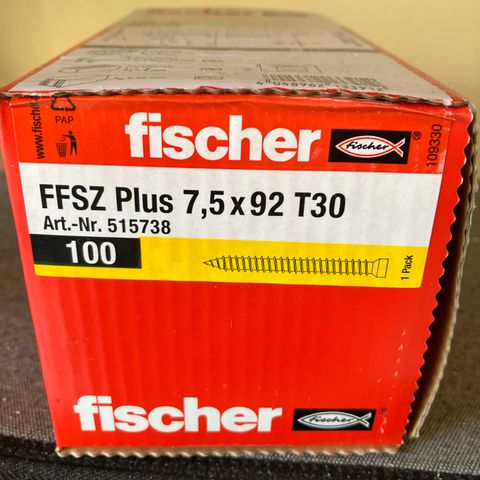 PAP
www.fischer
fischer
fischer
®
109330
FFSZ Plus 7,5 x 92 T30
Art.-Nr. 515738
100
1 Pack
fischer
fischer